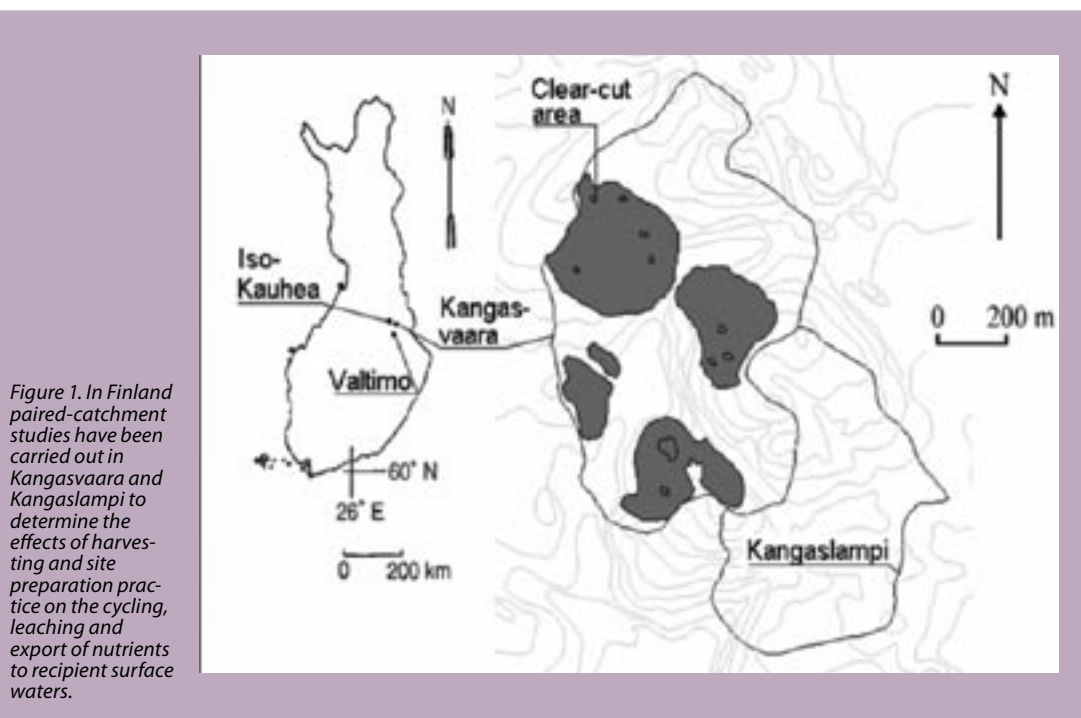 Figure 1. In Finland
paired-catchment
studies have been
carried out in
Kangasvaara and
Kangaslampi to
determine the
effects of harves-
ting and site
preparation prac-
tice on the cycling,
leaching and
export of nutrients
to recipient surface
waters.
N
Iso-
Kauhea
Valtimo
60° N
26° E
0 200 km
Clear-cut
area
Kangas-
vaara
N
0 200 m
Kangaslampi